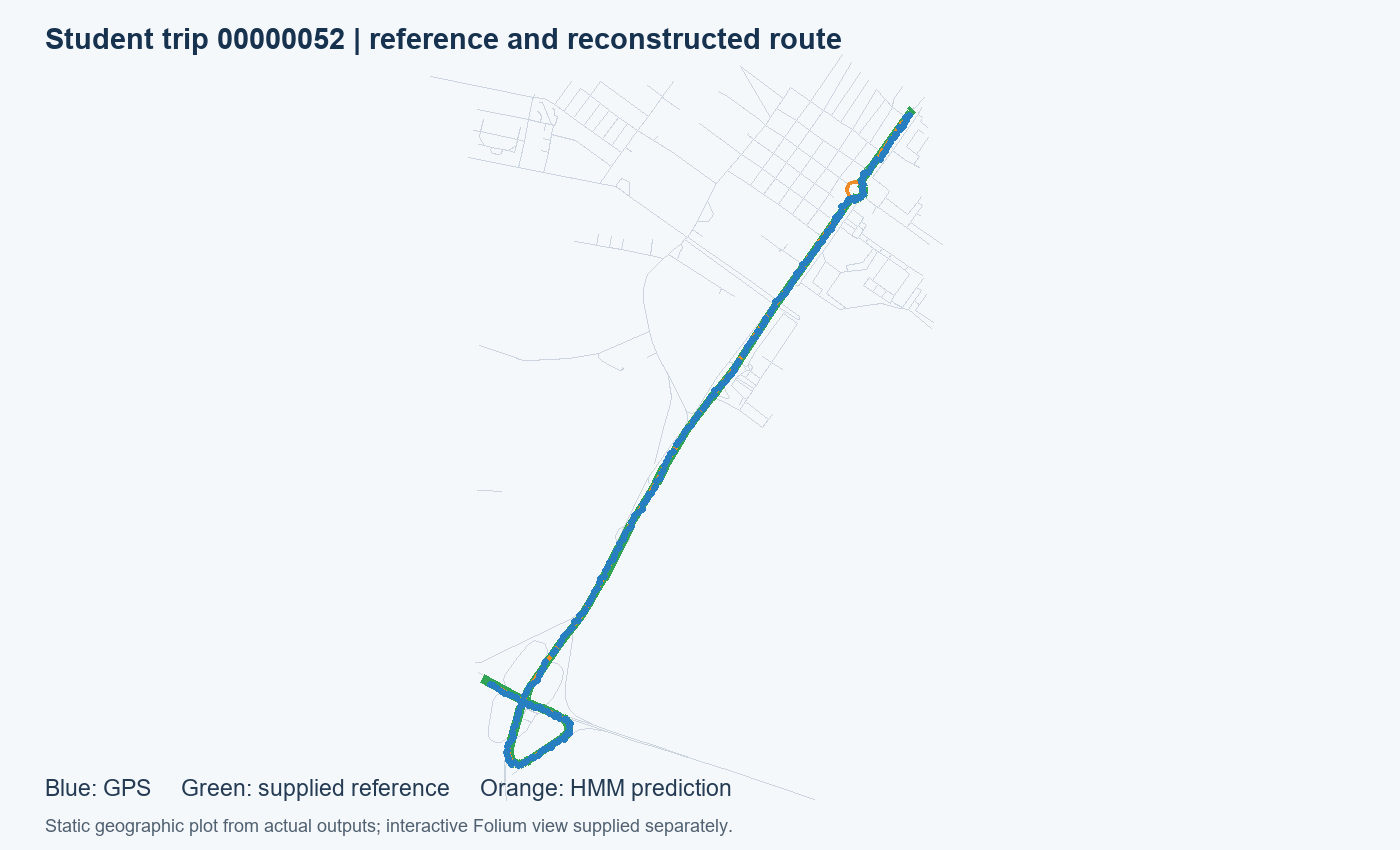 Student trip 00000052 | reference and reconstructed route
Blue: GPS Green: supplied reference Orange: HMM prediction
Static geographic plot from actual outputs; interactive Folium view supplied separately.